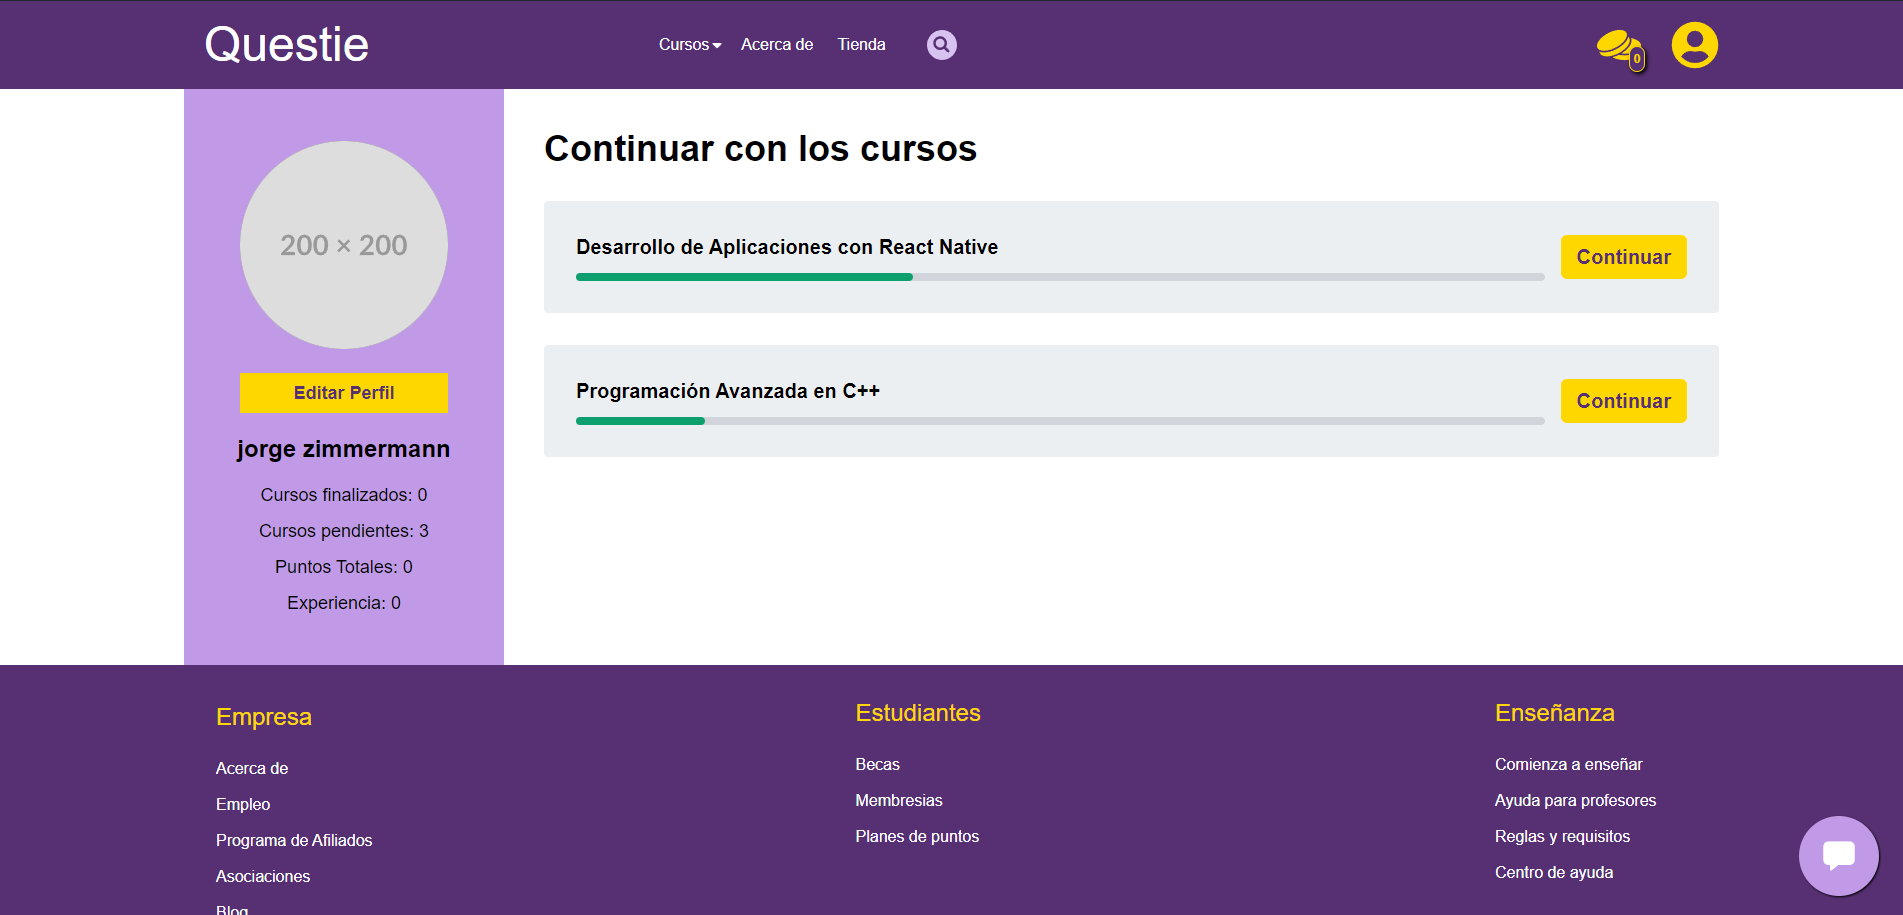 Questie
Cursos
Acerca de
Tienda
0
200 × 200
Editar Perfil
jorge zimmermann
Cursos finalizados: 0
Cursos pendientes: 3
Puntos Totales: 0
Experiencia: 0
Continuar con los cursos
Desarrollo de Aplicaciones con React Native
Continuar
Programación Avanzada en C++
Continuar
Empresa
Acerca de
Empleo
Programa de Afiliados
Asociaciones
Blog
Estudiantes
Becas
Membresias
Planes de puntos
Enseñanza
Comienza a enseñar
Ayuda para profesores
Reglas y requisitos
Centro de ayuda